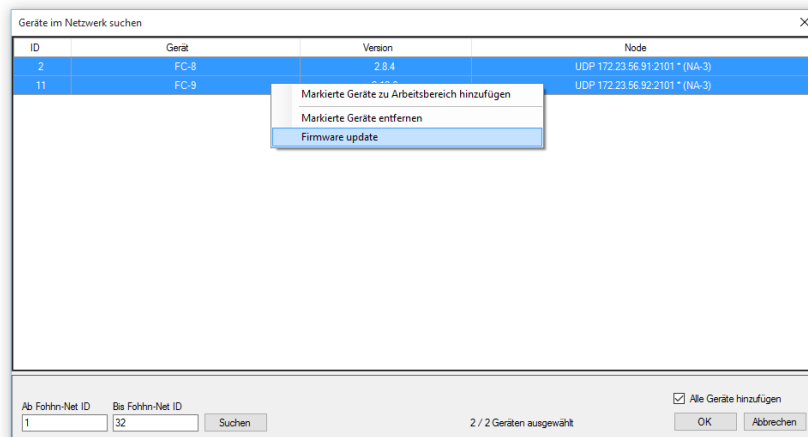 Geräte im Netzwerk suchen
ID Gerät Version Node
2 FC-8 2.8.4 UDP 172.23.56.91:2101 * (NA-3)
11 FC-9 UDP 172.23.56.92:2101 * (NA-3)
Markierte Geräte zu Arbeitsbereich hinzufügen
Markierte Geräte entfernen
Firmware update
Alle Geräte hinzufügen
Ab Fohhn-Net ID Bis Fohhn-Net ID
1 32 Suchen 2 / 2 Geräten ausgewählt OK Abbrechen